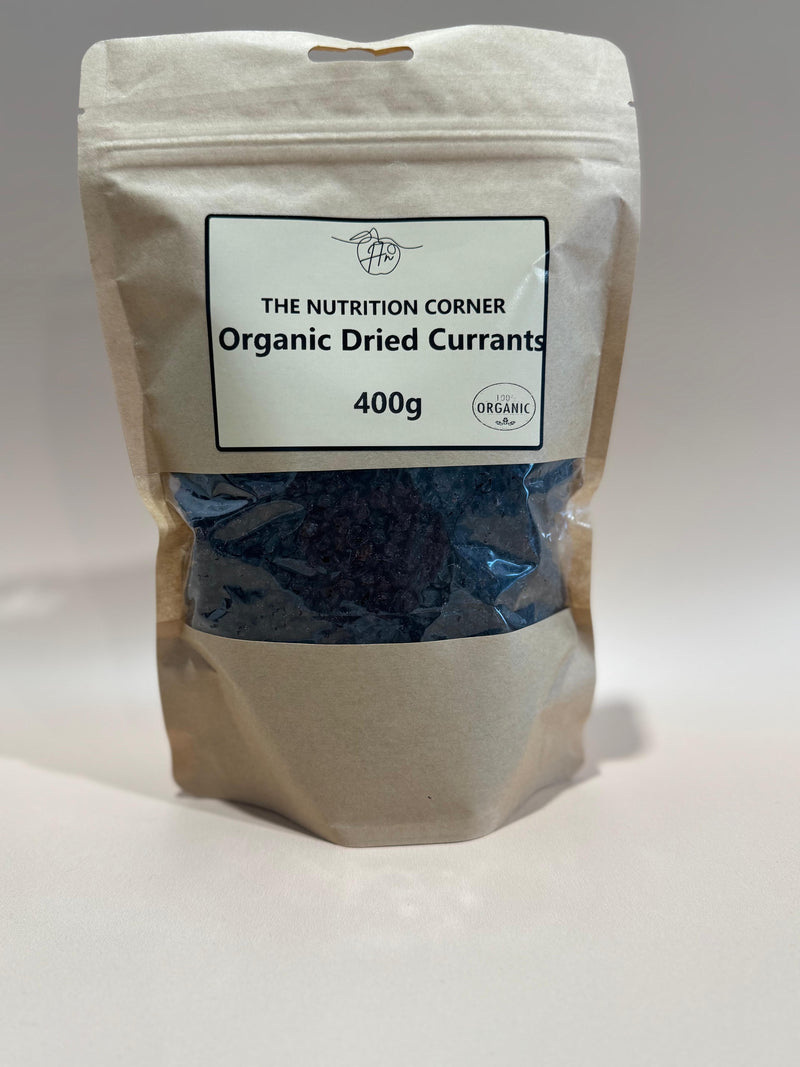 THE NUTRITION CORNER
Organic Dried Currants
400g
100%
ORGANIC